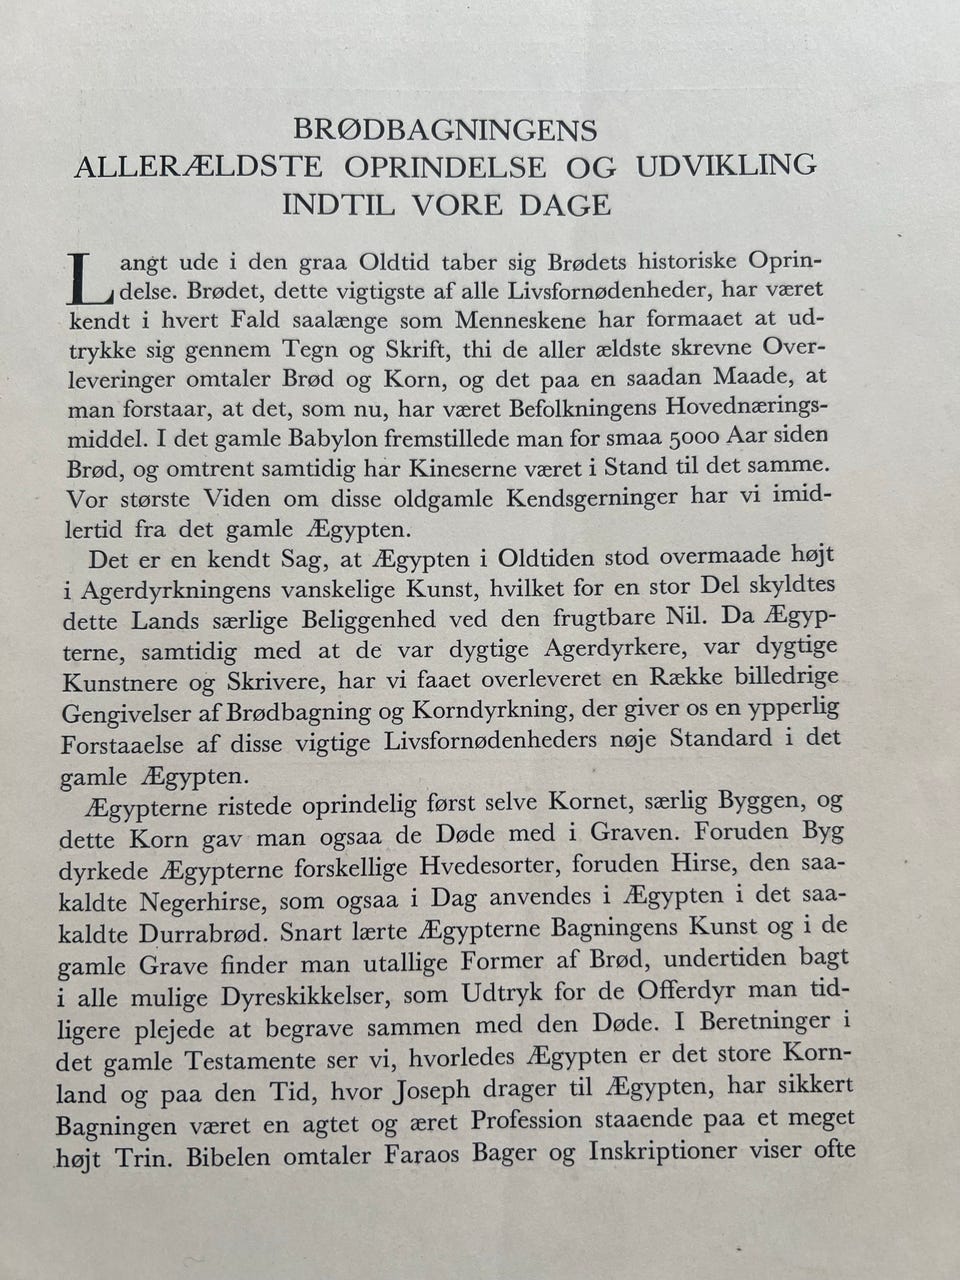 BRØDBAGNINGENS
ALLERÆLDSTE OPRINDELSE OG UDVIKLING
INDTIL VORE DAGE
Langt ude i den graa Oldtid taber sig Brødets historiske Oprin-
delse. Brødet, dette vigtigste af alle Livsfornødenheder, har været
kendt i hvert Fald saalænge som Menneskene har formaaet at ud-
trykke sig gennem Tegn og Skrift, thi de aller ældste skrevne Over-
leveringer omtaler Brød og Korn, og det paa en saadan Maade, at
man forstaar, at det, som nu, har været Befolkningens Hovednærings-
middel. I det gamle Babylon fremstillede man for smaa 5000 Aar siden
Brød, og omtrent samtidig har Kineserne været i Stand til det samme.
Vor største Viden om disse oldgamle Kendsgerninger har vi imid-
lertid fra det gamle Ægypten.
Det er en kendt Sag, at Ægypten i Oldtiden stod overmaade højt
i Agerdyrkningens vanskelige Kunst, hvilket for en stor Del skyldtes
dette Lands særlige Beliggenhed ved den frugtbare Nil. Da Ægyp-
terne, samtidig med at de var dygtige Agerdyrkere, var dygtige
Kunstnere og Skrivere, har vi faaet overleveret en Række billedrige
Gengivelser af Brødbagning og Korndyrkning, der giver os en ypperlig
Forstaaelse af disse vigtige Livsfornødenheders nøje Standard i det
gamle Ægypten.
Ægypterne ristede oprindelig først selve Kornet, særlig Byggen, og
dette Korn gav man ogsaa de Døde med i Graven. Foruden Byg
dyrkede Ægypterne forskellige Hvedesorter, foruden Hirse, den saa-
kaldte Negerhirse, som ogsaa i Dag anvendes i Ægypten i det saa-
kaldte Durrabrød. Snart lærte Ægypterne Bagningens Kunst og i de
gamle Grave finder man utallige Former af Brød, undertiden bagt
i alle mulige Dyreskikkelser, som Udtryk for de Offerdyr man tid-
ligere plejede at begrave sammen med den Døde. I Beretninger i
det gamle Testamente ser vi, hvorledes Ægypten er det store Korn-
land og paa den Tid, hvor Joseph drager til Ægypten, har sikkert
Bagningen været en agtet og æret Profession staaende paa et meget
højt Trin. Bibelen omtaler Faraos Bager og Inskriptioner viser ofte